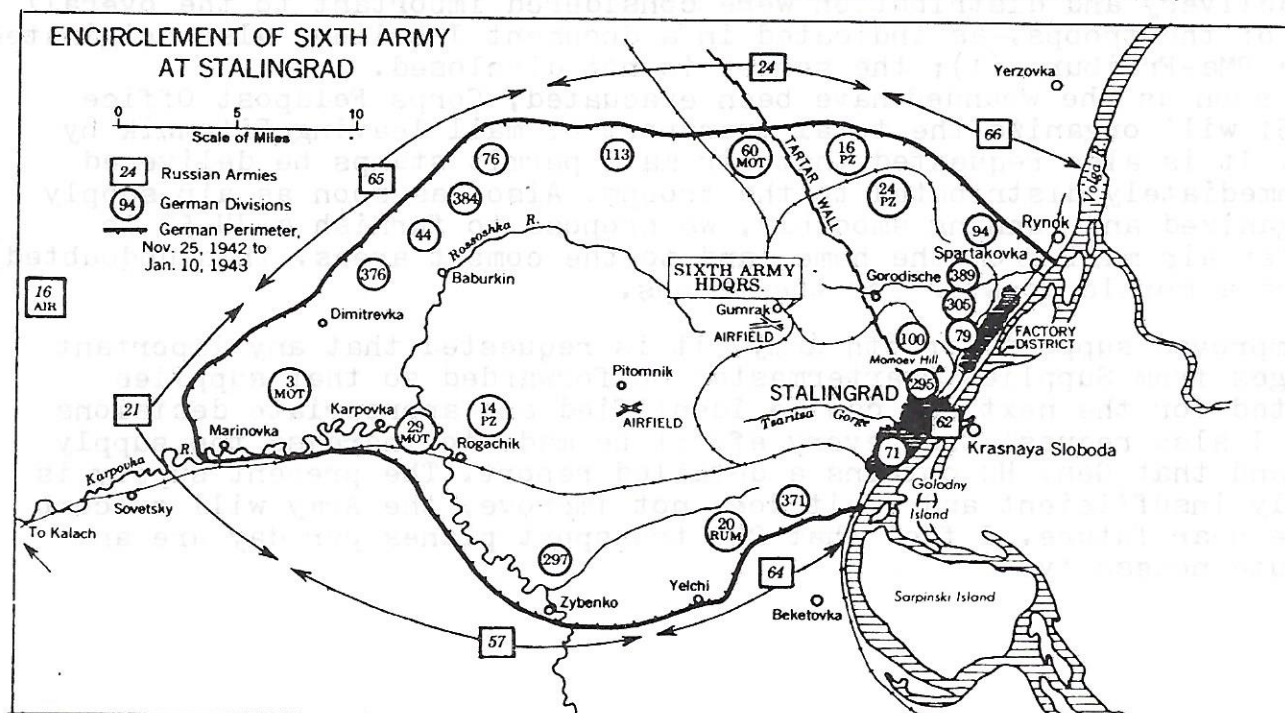 ENCIRCLEMENT OF SIXTH ARMY
AT STALINGRAD
0 5 10
Scale of Miles
24 Russian Armies
94 German Divisions
German Perimeter,
Nov. 25, 1942 to
Jan. 10, 1943
16
AIR
65
24
66
Yerzovka
Volga R.
76
113
60
MOT
TARTAR WALL
16
PZ
24
PZ
384
44
376
Rossoshka R.
Baburkin
Dimitrevka
94
Rynok
Spartakovka
SIXTH ARMY
HDQRS.
Gumrak
AIRFIELD
Gorodische
389
305
79
FACTORY
DISTRICT
100
Momoev Hill
295
STALINGRAD
Tsaritsa Gorge
62
Krasnaya Sloboda
71
Golodny
Island
3
MOT
Pitomnik
AIRFIELD
21
Marinovka
Karpovka
29
MOT
14
PZ
Rogachik
Karpovka R.
Sovetsky
To Kalach
371
20
RUM
297
Zybenko
Yelchi
64
Beketovka
Sarpinski Island
57